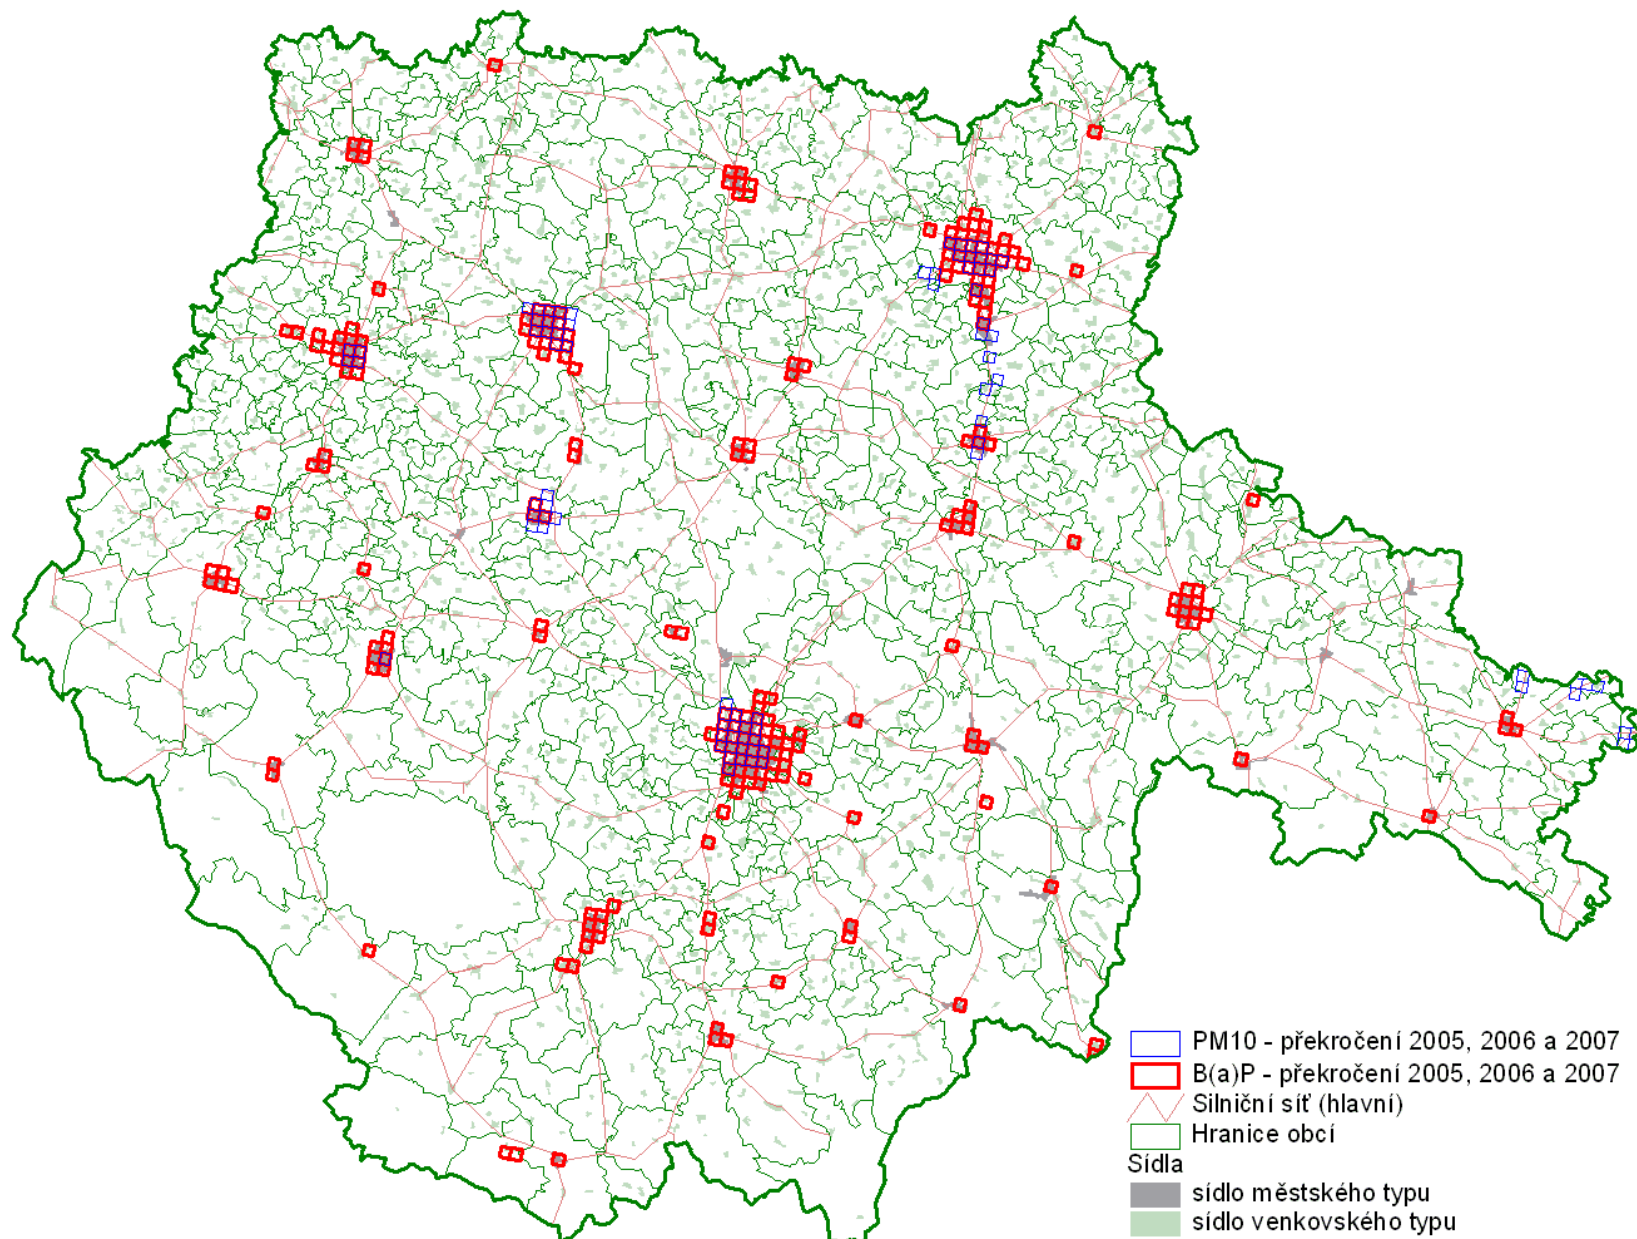 PM10 - překročení 2005, 2006 a 2007
B(a)P - překročení 2005, 2006 a 2007
Silniční síť (hlavní)
Hranice obcí
Sídla
sídlo městského typu
sídlo venkovského typu